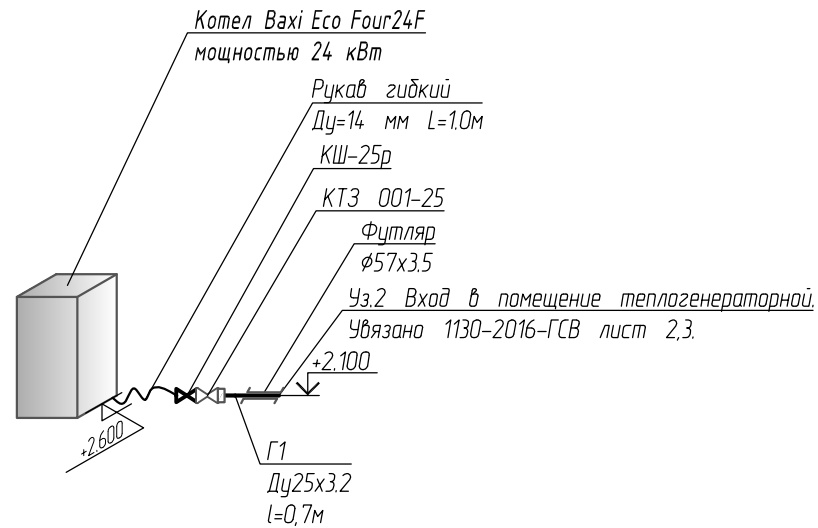 Котел Baxi Eco Four24F
мощностью 24 кВт
Рукав гибкий
Ду=14 мм L=1.0м
КШ-25р
КТЗ 001-25
Футляр
ϕ57х3.5
Уз.2 Вход в помещение теплогенераторной.
Увязано 1130-2016-ГСВ лист 2,3.
+2.100
+2.600
Г1
Ду25х3.2
l=0,7м